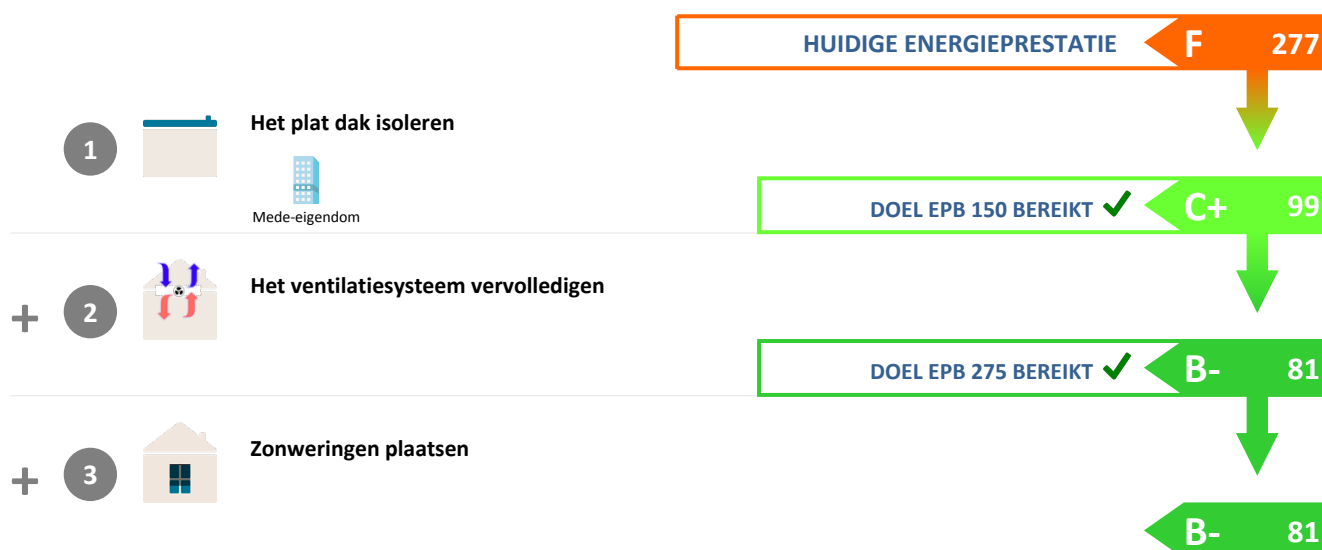 HUIDIGE ENERGIEPRESTATIE F 277
1 Het plat dak isoleren
Mede-eigendom
DOEL EPB 150 BEREIKT ✓ C+ 99
+ 2 Het ventilatiesysteem vervolledigen
DOEL EPB 275 BEREIKT ✓ B- 81
+ 3 Zonweringen plaatsen
B- 81